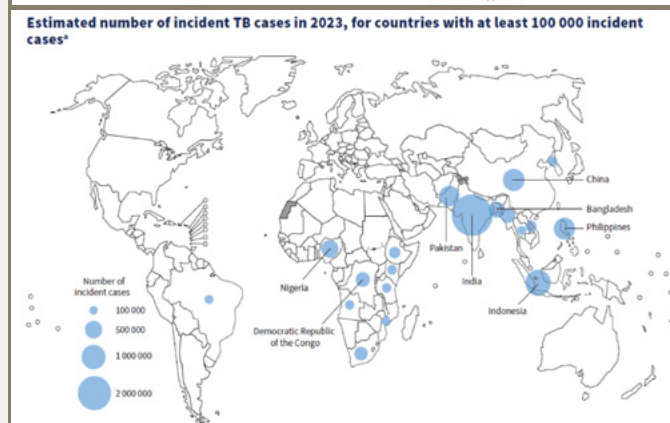 Estimated number of incident TB cases in 2023, for countries with at least 100 000 incident
casesᵃ
China
Bangladesh
Philippines
Pakistan
India
Nigeria
Indonesia
Democratic Republic
of the Congo
Number of
incident cases
100 000
500 000
1 000 000
2 000 000